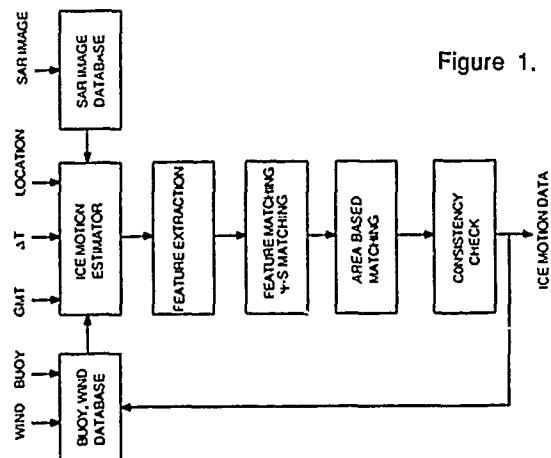 Figure 1.
SAR IMAGE
SAR IMAGE
DATABASE
LOCATION
ΔT
GMT
ICE MOTION
ESTIMATOR
WIND
BUOY
BUOY, WIND
DATABASE
FEATURE EXTRACTION
FEATURE MATCHING
Ψ-S MATCHING
AREA BASED
MATCHING
CONSISTENCY
CHECK
ICE MOTION DATA